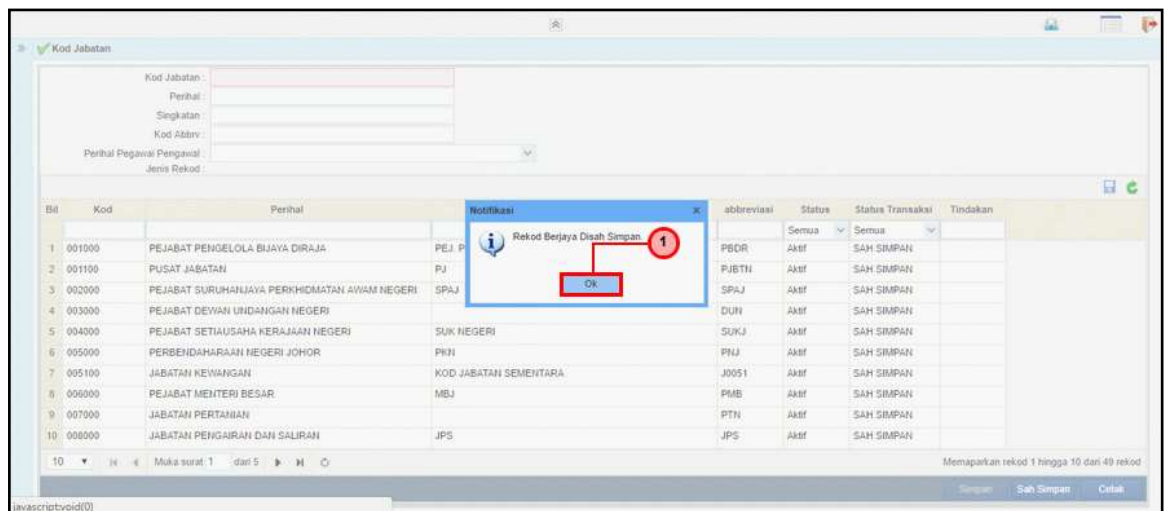 Kod Jabatan
Kod Jabatan :
Perihal :
Singkatan :
Kod Abbrv :
Perihal Pegawai Pengawal :
Jenis Rekod :
Bil Kod Perihal abbreviasi Status Status Transaksi Tindakan
Semua Semua
1 001000 PEJABAT PENGELOLA BIJAYA DIRAJA PEJ. P PBDR Aktif SAH SIMPAN
2 001100 PUSAT JABATAN PJ PJBTN Aktif SAH SIMPAN
3 002000 PEJABAT SURUHANJAYA PERKHIDMATAN AWAM NEGERI SPAJ SPAJ Aktif SAH SIMPAN
4 003000 PEJABAT DEWAN UNDANGAN NEGERI DUN Aktif SAH SIMPAN
5 004000 PEJABAT SETIAUSAHA KERAJAAN NEGERI SUK NEGERI SUKJ Aktif SAH SIMPAN
6 005000 PERBENDAHARAAN NEGERI JOHOR PKN PNJ Aktif SAH SIMPAN
7 005100 JABATAN KEWANGAN KOD JABATAN SEMENTARA J0051 Aktif SAH SIMPAN
8 006000 PEJABAT MENTERI BESAR MBJ PMB Aktif SAH SIMPAN
9 007000 JABATAN PERTANIAN PTN Aktif SAH SIMPAN
10 008000 JABATAN PENGAIRAN DAN SALIRAN JPS JPS Aktif SAH SIMPAN
Notifikasi x
Rekod Berjaya Disah Simpan.
1
Ok
10 Muka surat 1 dari 5 Memaparkan rekod 1 hingga 10 dari 49 rekod
Simpan Sah Simpan Cetak
javascript:void(0)